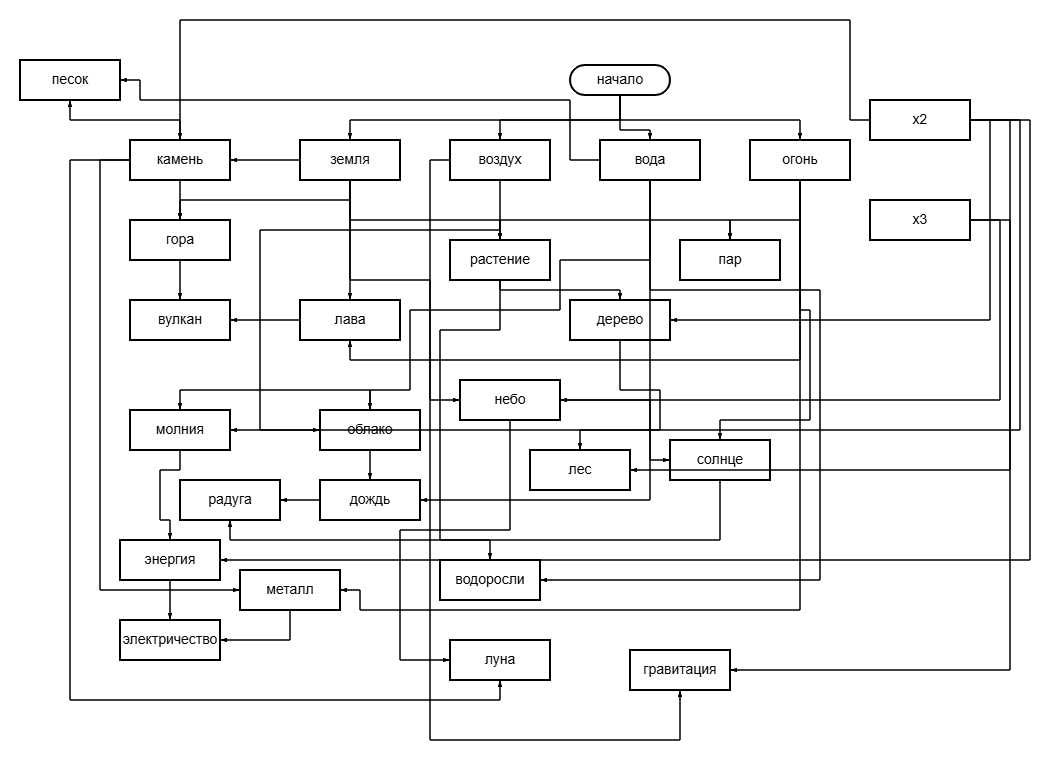 начало
песок
x2
камень
земля
воздух
вода
огонь
x3
гора
растение
пар
вулкан
лава
дерево
небо
молния
облако
лес
солнце
радуга
дождь
энергия
водоросли
металл
электричество
луна
гравитация